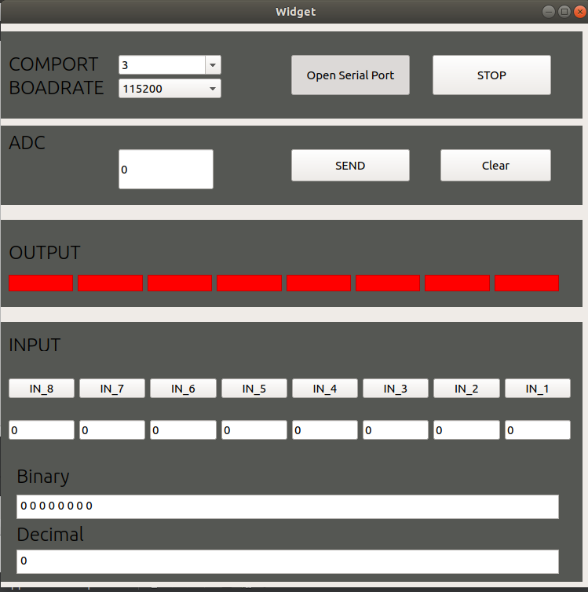 Widget
COMPORT 3 Open Serial Port STOP
BOADRATE 115200
ADC
0 SEND Clear
OUTPUT
INPUT
IN_8 IN_7 IN_6 IN_5 IN_4 IN_3 IN_2 IN_1
0 0 0 0 0 0 0 0
Binary
0 0 0 0 0 0 0 0
Decimal
0